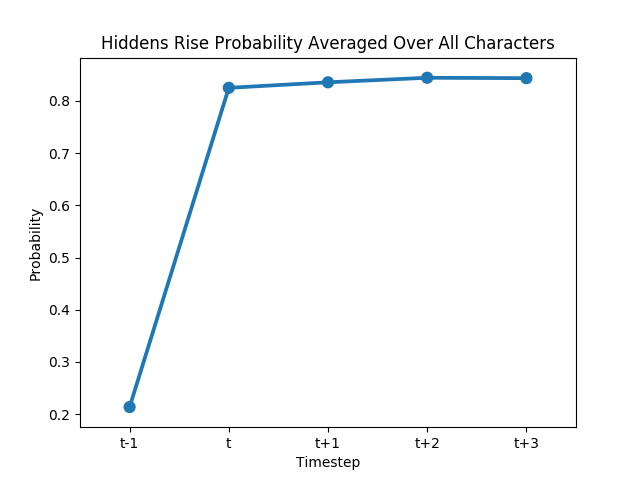 Hiddens Rise Probability Averaged Over All Characters
Probability
0.8
0.7
0.6
0.5
0.4
0.3
0.2
t-1 t t+1 t+2 t+3
Timestep